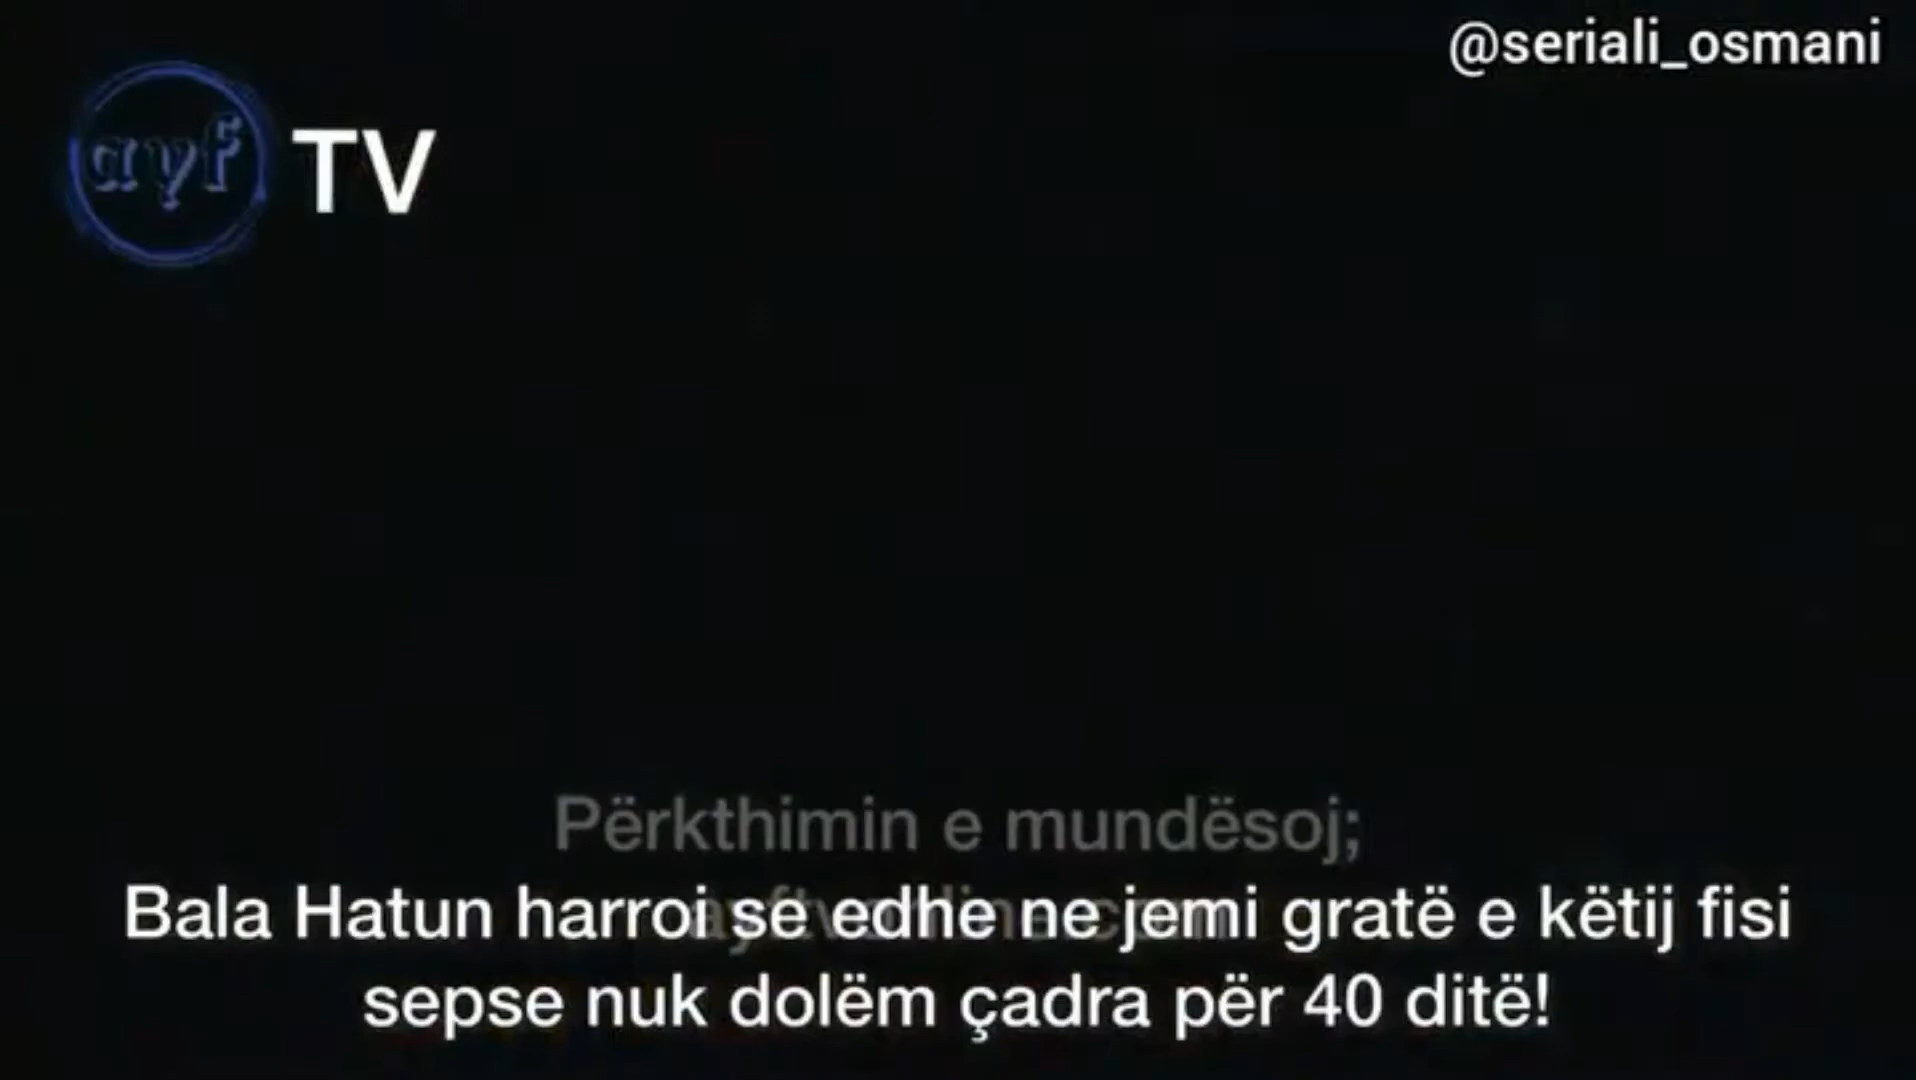 @seriali_osmani
ayf TV
Përkthimin e mundësoj;
Bala Hatun harroi se edhe ne jemi gratë e këtij fisi
sepse nuk dolëm çadra për 40 ditë!